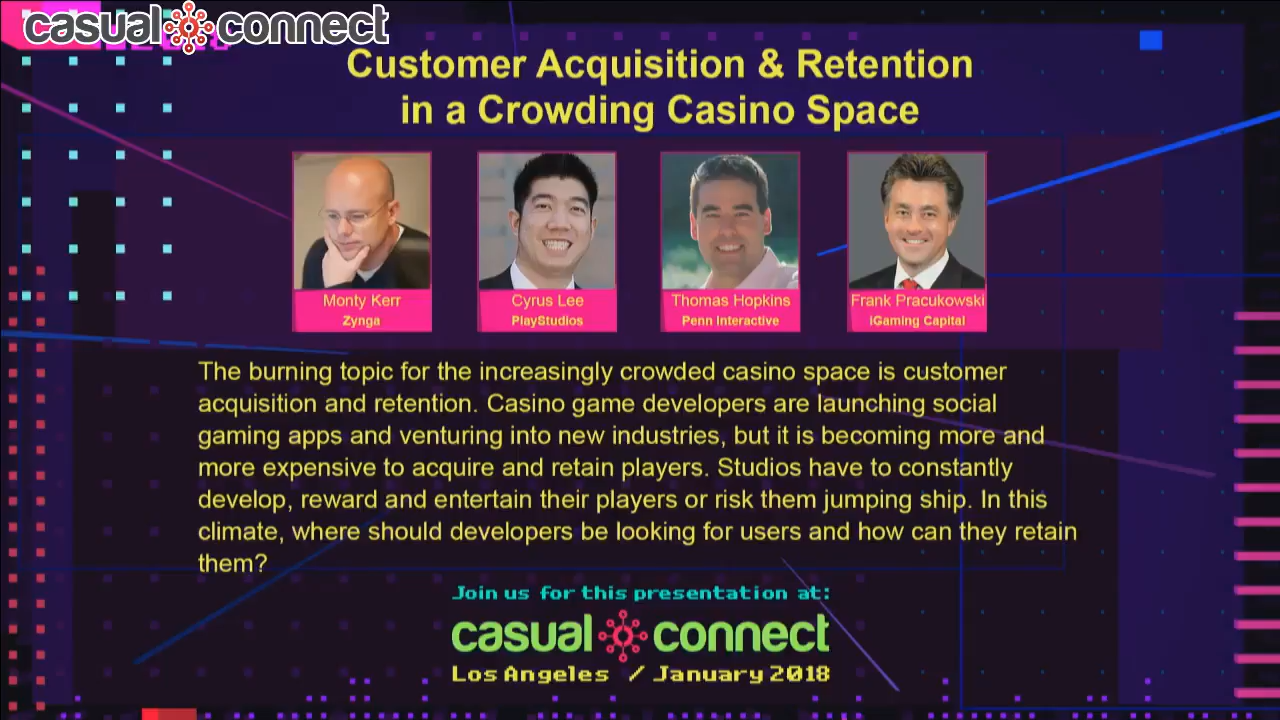 casual connect
Customer Acquisition & Retention
in a Crowding Casino Space
Monty Kerr
Zynga
Cyrus Lee
PlayStudios
Thomas Hopkins
Penn Interactive
Frank Pracukowski
iGaming Capital
The burning topic for the increasingly crowded casino space is customer
acquisition and retention. Casino game developers are launching social
gaming apps and venturing into new industries, but it is becoming more and
more expensive to acquire and retain players. Studios have to constantly
develop, reward and entertain their players or risk them jumping ship. In this
climate, where should developers be looking for users and how can they retain
them?
Join us for this presentation at:
casual connect
Los Angeles / January 2018